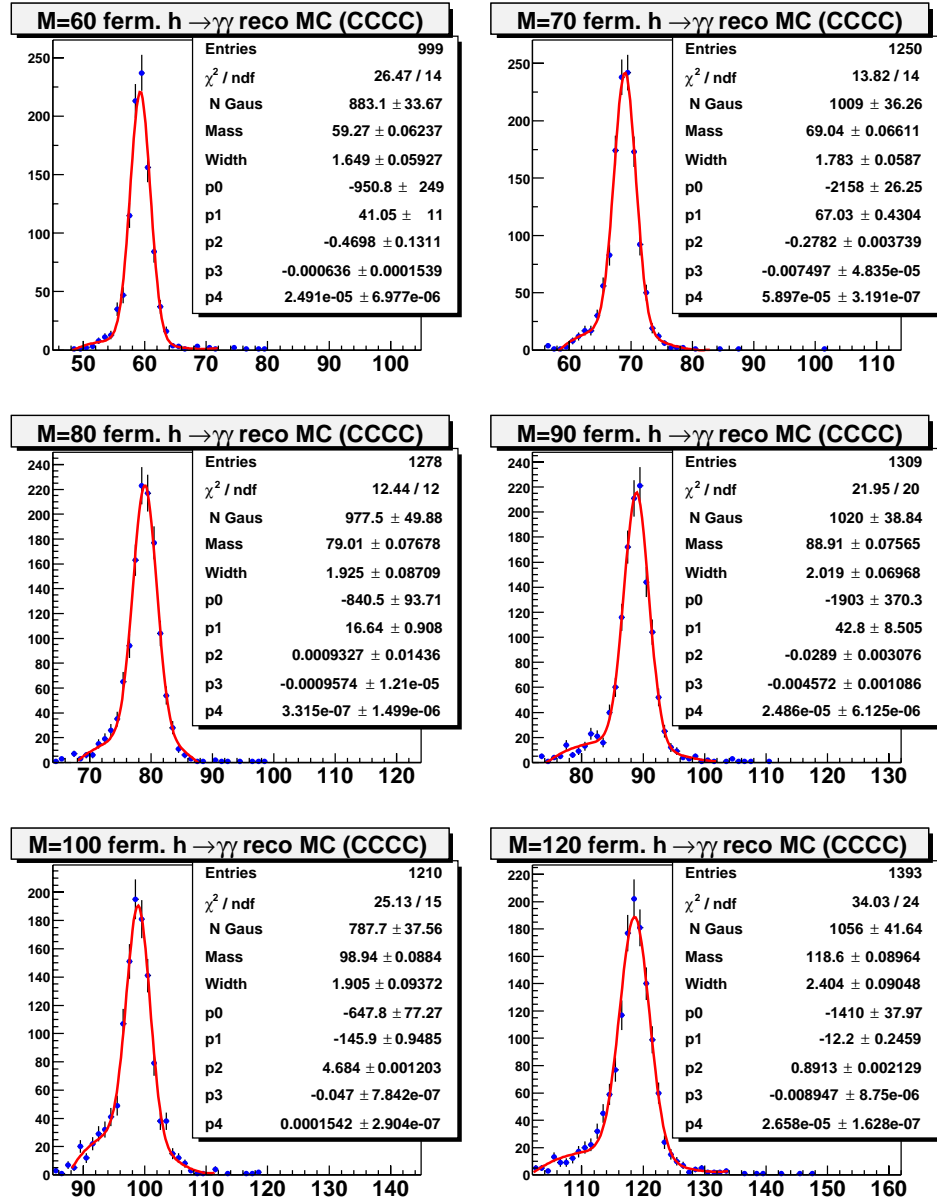 M=60 ferm. h →γγ reco MC (CCCC)
Entries 999
χ² / ndf 26.47 / 14
N Gaus 883.1 ± 33.67
Mass 59.27 ± 0.06237
Width 1.649 ± 0.05927
p0 -950.8 ± 249
p1 41.05 ± 11
p2 -0.4698 ± 0.1311
p3 -0.000636 ± 0.0001539
p4 2.491e-05 ± 6.977e-06
250
200
150
100
50
0
50 60 70 80 90 100
M=70 ferm. h →γγ reco MC (CCCC)
Entries 1250
χ² / ndf 13.82 / 14
N Gaus 1009 ± 36.26
Mass 69.04 ± 0.06611
Width 1.783 ± 0.0587
p0 -2158 ± 26.25
p1 67.03 ± 0.4304
p2 -0.2782 ± 0.003739
p3 -0.007497 ± 4.835e-05
p4 5.897e-05 ± 3.191e-07
250
200
150
100
50
0
60 70 80 90 100 110
M=80 ferm. h →γγ reco MC (CCCC)
Entries 1278
χ² / ndf 12.44 / 12
N Gaus 977.5 ± 49.88
Mass 79.01 ± 0.07678
Width 1.925 ± 0.08709
p0 -840.5 ± 93.71
p1 16.64 ± 0.908
p2 0.0009327 ± 0.01436
p3 -0.0009574 ± 1.21e-05
p4 3.315e-07 ± 1.499e-06
240
220
200
180
160
140
120
100
80
60
40
20
0
70 80 90 100 110 120
M=90 ferm. h →γγ reco MC (CCCC)
Entries 1309
χ² / ndf 21.95 / 20
N Gaus 1020 ± 38.84
Mass 88.91 ± 0.07565
Width 2.019 ± 0.06968
p0 -1903 ± 370.3
p1 42.8 ± 8.505
p2 -0.0289 ± 0.003076
p3 -0.004572 ± 0.001086
p4 2.486e-05 ± 6.125e-06
240
220
200
180
160
140
120
100
80
60
40
20
0
80 90 100 110 120 130
M=100 ferm. h →γγ reco MC (CCCC)
Entries 1210
χ² / ndf 25.13 / 15
N Gaus 787.7 ± 37.56
Mass 98.94 ± 0.0884
Width 1.905 ± 0.09372
p0 -647.8 ± 77.27
p1 -145.9 ± 0.9485
p2 4.684 ± 0.001203
p3 -0.047 ± 7.842e-07
p4 0.0001542 ± 2.904e-07
200
180
160
140
120
100
80
60
40
20
0
90 100 110 120 130 140
M=120 ferm. h →γγ reco MC (CCCC)
Entries 1393
χ² / ndf 34.03 / 24
N Gaus 1056 ± 41.64
Mass 118.6 ± 0.08964
Width 2.404 ± 0.09048
p0 -1410 ± 37.97
p1 -12.2 ± 0.2459
p2 0.8913 ± 0.002129
p3 -0.008947 ± 8.75e-06
p4 2.658e-05 ± 1.628e-07
220
200
180
160
140
120
100
80
60
40
20
0
110 120 130 140 150 160